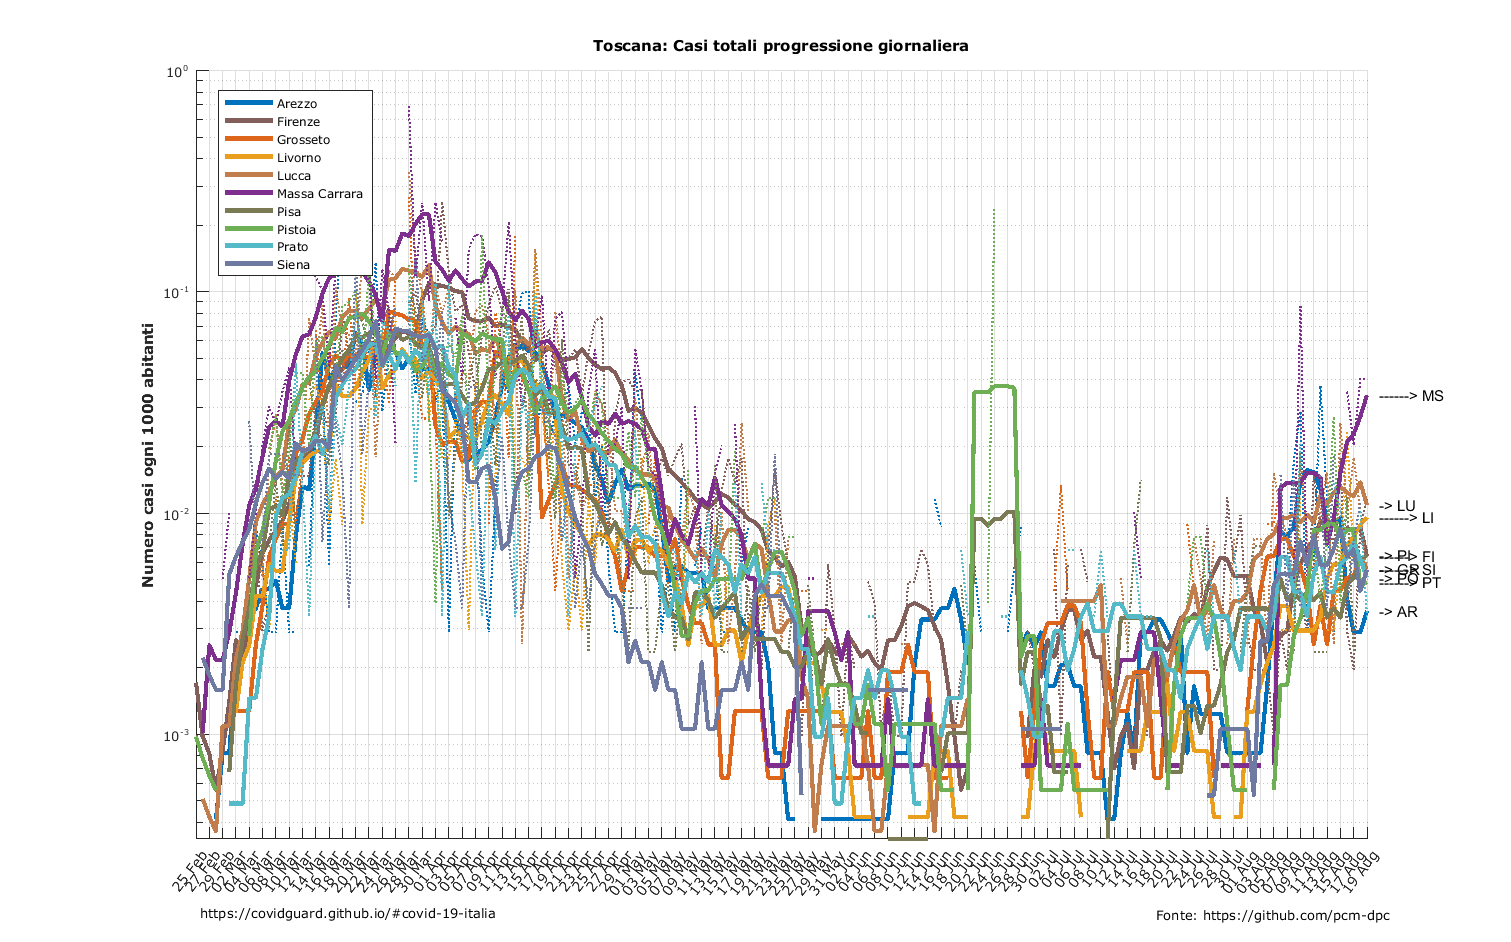 Toscana: Casi totali progressione giornaliera
Numero casi ogni 1000 abitanti
10^0
10^-1
10^-2
10^-3
Arezzo
Firenze
Grosseto
Livorno
Lucca
Massa Carrara
Pisa
Pistoia
Prato
Siena
------> MS
-> LU
------> LI
-> PI
------> FI
-> GR
------> SI
-> PO
------> PT
-> AR
25 Feb
27 Feb
29 Feb
02 Mar
04 Mar
06 Mar
08 Mar
10 Mar
12 Mar
14 Mar
16 Mar
18 Mar
20 Mar
22 Mar
24 Mar
26 Mar
28 Mar
30 Mar
01 Apr
03 Apr
05 Apr
07 Apr
09 Apr
11 Apr
13 Apr
15 Apr
17 Apr
19 Apr
21 Apr
23 Apr
25 Apr
27 Apr
29 Apr
01 May
03 May
05 May
07 May
09 May
11 May
13 May
15 May
17 May
19 May
21 May
23 May
25 May
27 May
29 May
31 May
02 Jun
04 Jun
06 Jun
08 Jun
10 Jun
12 Jun
14 Jun
16 Jun
18 Jun
20 Jun
22 Jun
24 Jun
26 Jun
28 Jun
30 Jun
02 Jul
04 Jul
06 Jul
08 Jul
10 Jul
12 Jul
14 Jul
16 Jul
18 Jul
20 Jul
22 Jul
24 Jul
26 Jul
28 Jul
30 Jul
01 Aug
03 Aug
05 Aug
07 Aug
09 Aug
11 Aug
13 Aug
15 Aug
17 Aug
19 Aug
https://covidguard.github.io/#covid-19-italia
Fonte: https://github.com/pcm-dpc